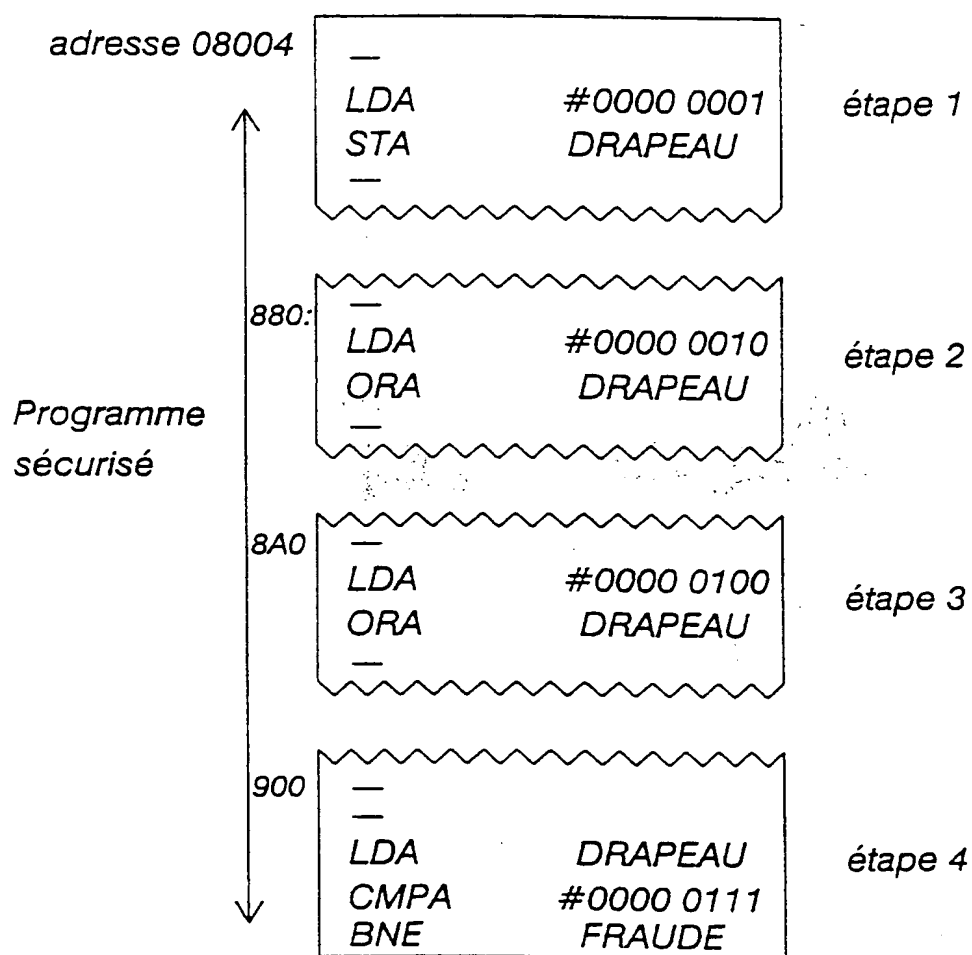 adresse 08004
—
LDA #0000 0001 étape 1
STA DRAPEAU
—
880:
—
LDA #0000 0010 étape 2
ORA DRAPEAU
—
Programme
sécurisé
8A0
—
LDA #0000 0100 étape 3
ORA DRAPEAU
—
900
—
—
LDA DRAPEAU étape 4
CMPA #0000 0111
BNE FRAUDE